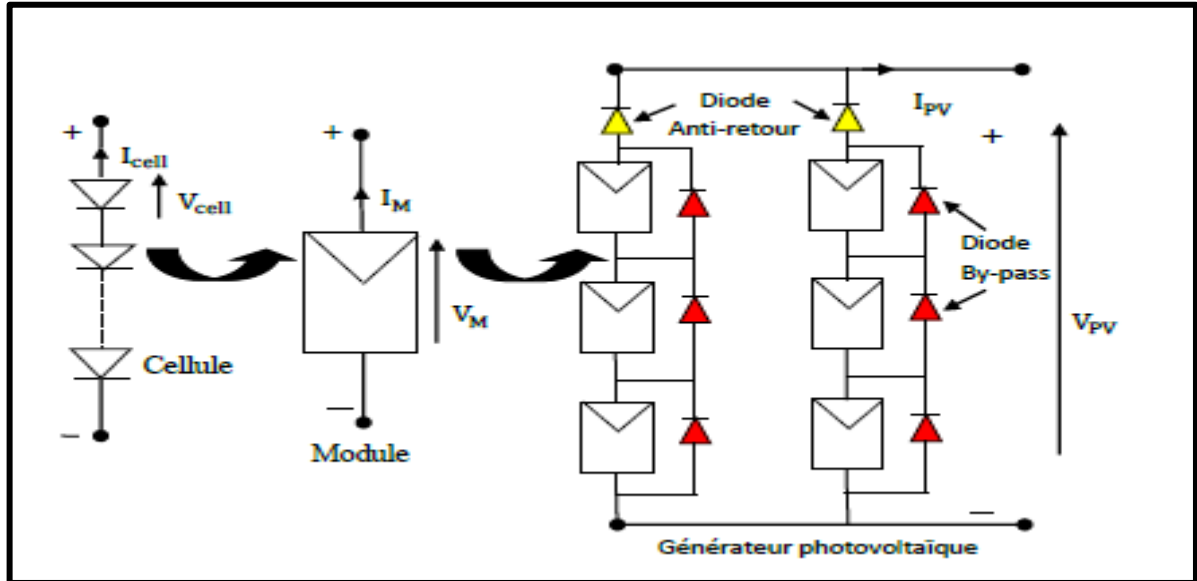 +
I_cell
V_cell
Cellule
–
+
I_M
V_M
–
Module
Diode
Anti-retour
I_PV
+
Diode
By-pass
V_PV
–
Générateur photovoltaïque